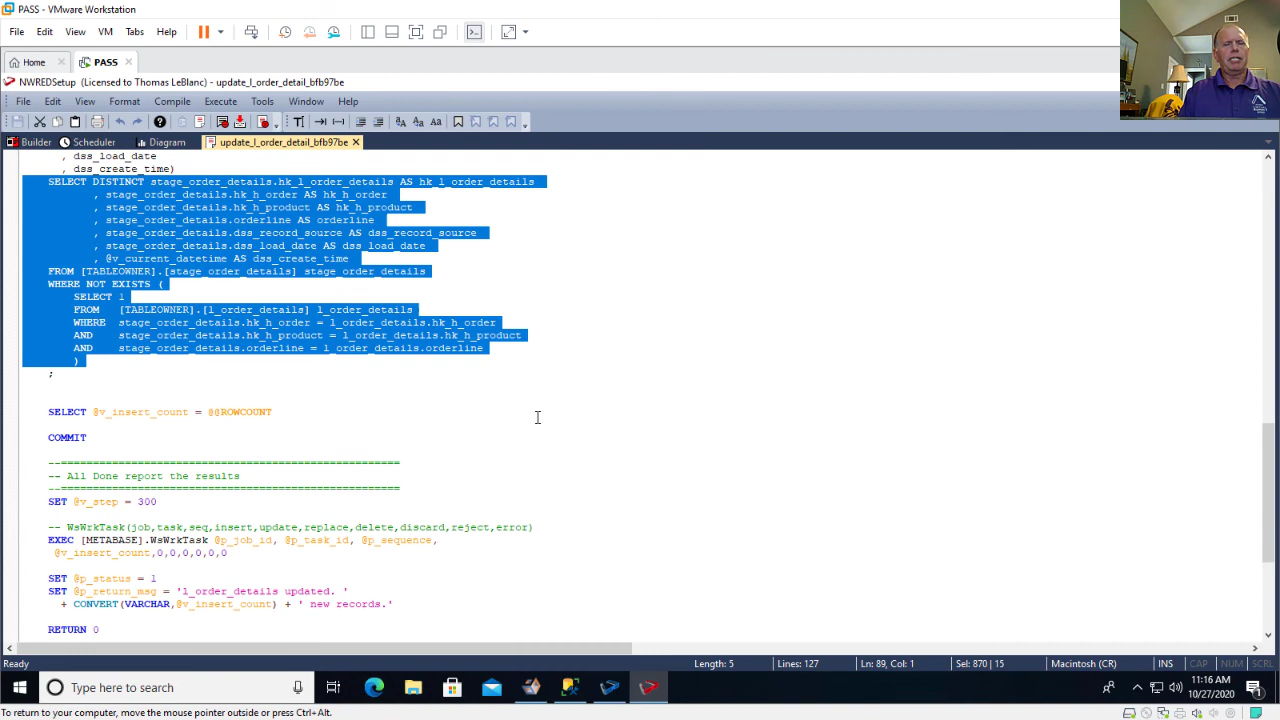 PASS - VMware Workstation
File Edit View VM Tabs Help
Home PASS
NWREDSetup (Licensed to Thomas LeBlanc) - update_l_order_detail_bfb97be
File Edit View Format Compile Execute Tools Window Help
Builder Scheduler Diagram update_l_order_detail_bfb97be
, dss_load_date
, dss_create_time)
SELECT DISTINCT stage_order_details.hk_l_order_details AS hk_l_order_details
, stage_order_details.hk_h_order AS hk_h_order
, stage_order_details.hk_h_product AS hk_h_product
, stage_order_details.orderline AS orderline
, stage_order_details.dss_record_source AS dss_record_source
, stage_order_details.dss_load_date AS dss_load_date
, @v_current_datetime AS dss_create_time
FROM [TABLEOWNER].[stage_order_details] stage_order_details
WHERE NOT EXISTS (
SELECT 1
FROM [TABLEOWNER].[l_order_details] l_order_details
WHERE stage_order_details.hk_h_order = l_order_details.hk_h_order
AND stage_order_details.hk_h_product = l_order_details.hk_h_product
AND stage_order_details.orderline = l_order_details.orderline
)
;
SELECT @v_insert_count = @@ROWCOUNT
COMMIT
--=====================================================
-- All Done report the results
--=====================================================
SET @v_step = 300
-- WsWrkTask(job,task,seq,insert,update,replace,delete,discard,reject,error)
EXEC [METABASE].WsWrkTask @p_job_id, @p_task_id, @p_sequence,
@v_insert_count,0,0,0,0,0,0
SET @p_status = 1
SET @p_return_msg = 'l_order_details updated. '
+ CONVERT(VARCHAR,@v_insert_count) + ' new records.'
RETURN 0
Ready Length: 5 Lines: 127 Ln: 89, Col: 1 Sel: 870 | 15 Macintosh (CR) INS CAP NUM SCRL
Type here to search
11:16 AM
10/27/2020
To return to your computer, move the mouse pointer outside or press Ctrl+Alt.